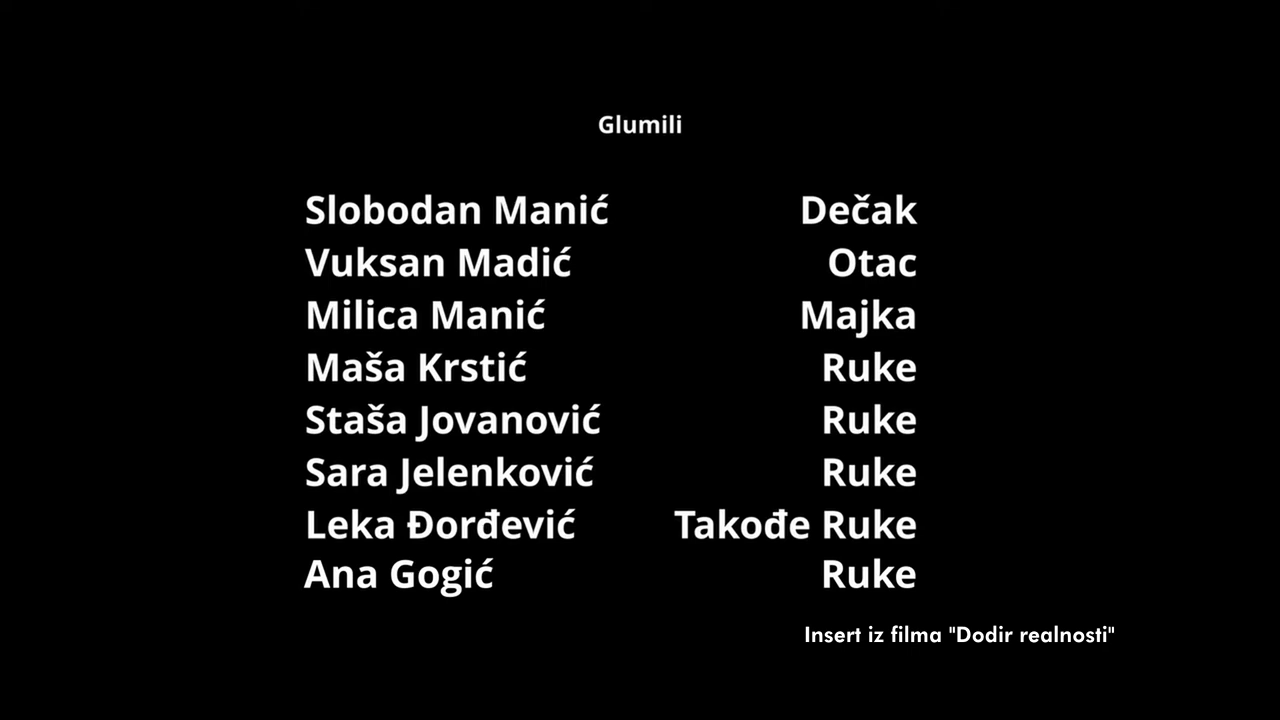 Glumili
Slobodan Manić Dečak
Vuksan Madić Otac
Milica Manić Majka
Maša Krstić Ruke
Staša Jovanović Ruke
Sara Jelenković Ruke
Leka Đorđević Takođe Ruke
Ana Gogić Ruke
Insert iz filma "Dodir realnosti"